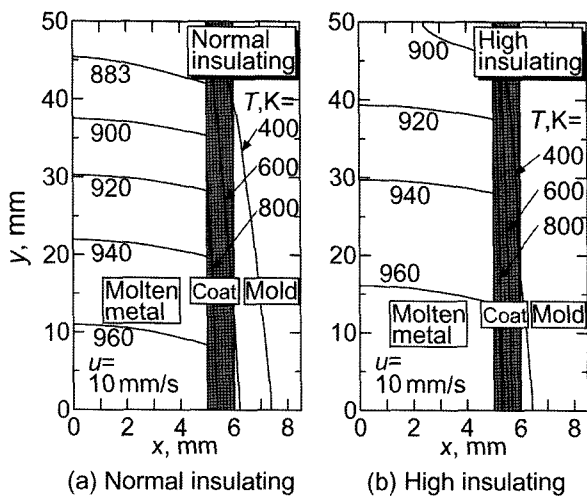 50
40
30
20
10
0
y, mm
Normal
insulating
883
T,K=
900
400
920
600
800
940
Molten
metal
Coat
Mold
960
u=
10 mm/s
0 2 4 6 8
x, mm
(a) Normal insulating
50
40
30
20
10
0
900
High
insulating
920
T,K=
400
940
600
800
960
Molten
metal
Coat
Mold
u=
10 mm/s
0 2 4 6 8
x, mm
(b) High insulating